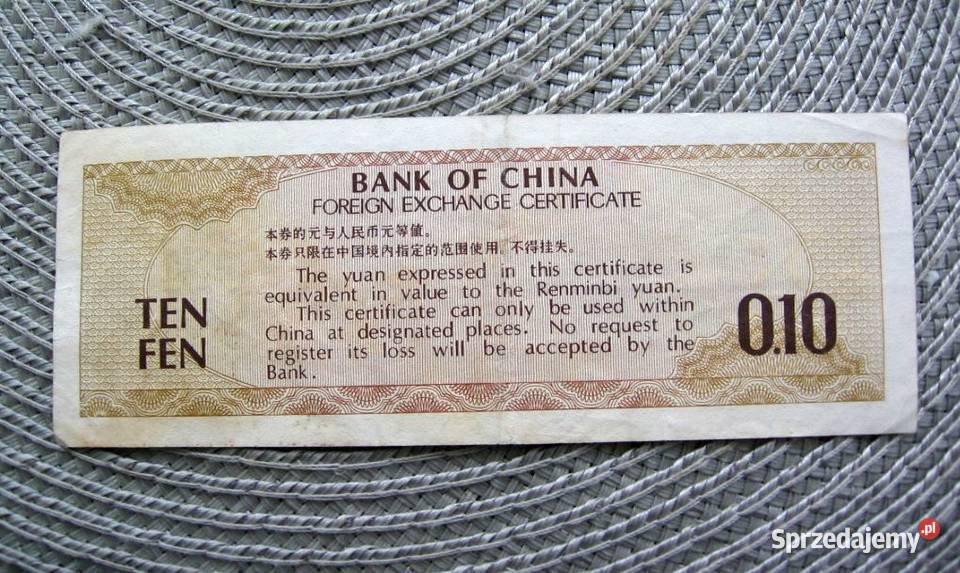 BANK OF CHINA
FOREIGN EXCHANGE CERTIFICATE
本券的元与人民币元等值。
本券只限在中国境内指定的范围使用,不得挂失。
The yuan expressed in this certificate is
equivalent in value to the Renminbi yuan.
This certificate can only be used within
China at designated places. No request to
register its loss will be accepted by the
Bank.
TEN
FEN
0.10
Sprzedajemy.pl